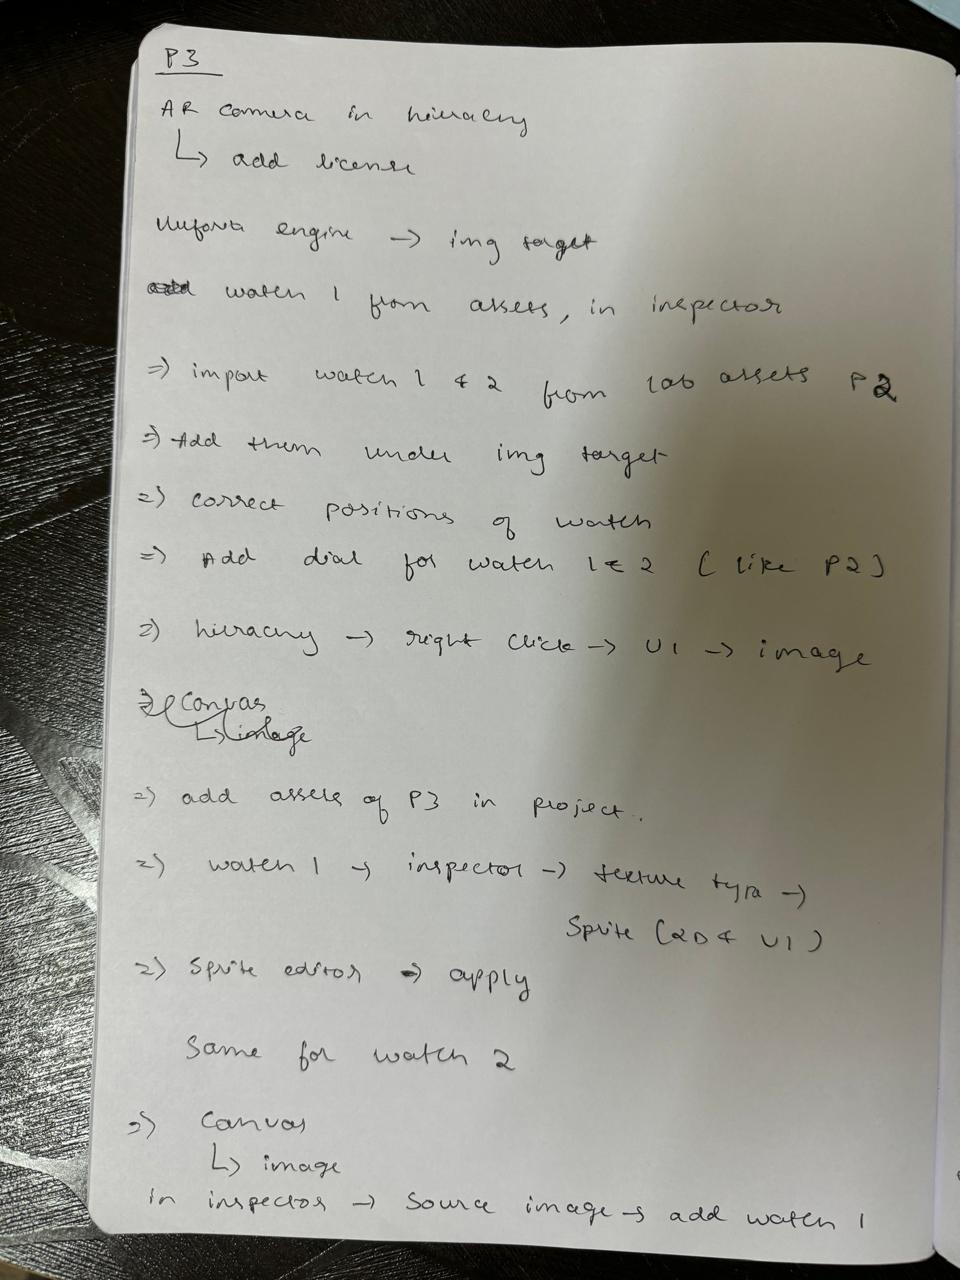 P3
AR camera in hieracny
↳ add license
Vuforia engine → img target
watch 1 from assets, in inspector
⇒ import watch 1 & 2 from lab assets P2
⇒ Add them under img target
⇒ correct positions of watch
⇒ Add dial for watch 1 & 2 (like P2)
⇒ hieracny → right click → UI → image
⇒ Canvas
↳ image
⇒ add assets of P3 in project.
⇒ watch 1 → inspector → texture type →
Sprite (2D & UI)
⇒ Sprite editor → apply
Same for watch 2
⇒ Canvas
↳ image
in inspector → Source image → add watch 1